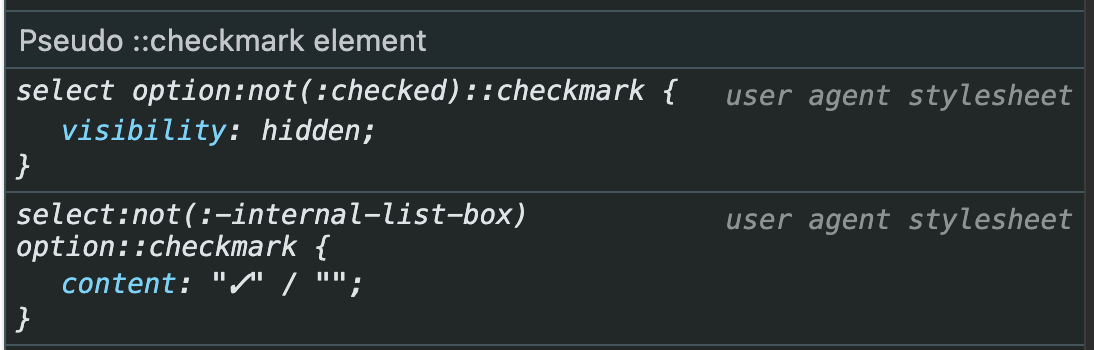 Pseudo ::checkmark element
select option:not(:checked)::checkmark { user agent stylesheet
visibility: hidden;
}
select:not(:-internal-list-box) user agent stylesheet
option::checkmark {
content: "✓" / "";
}